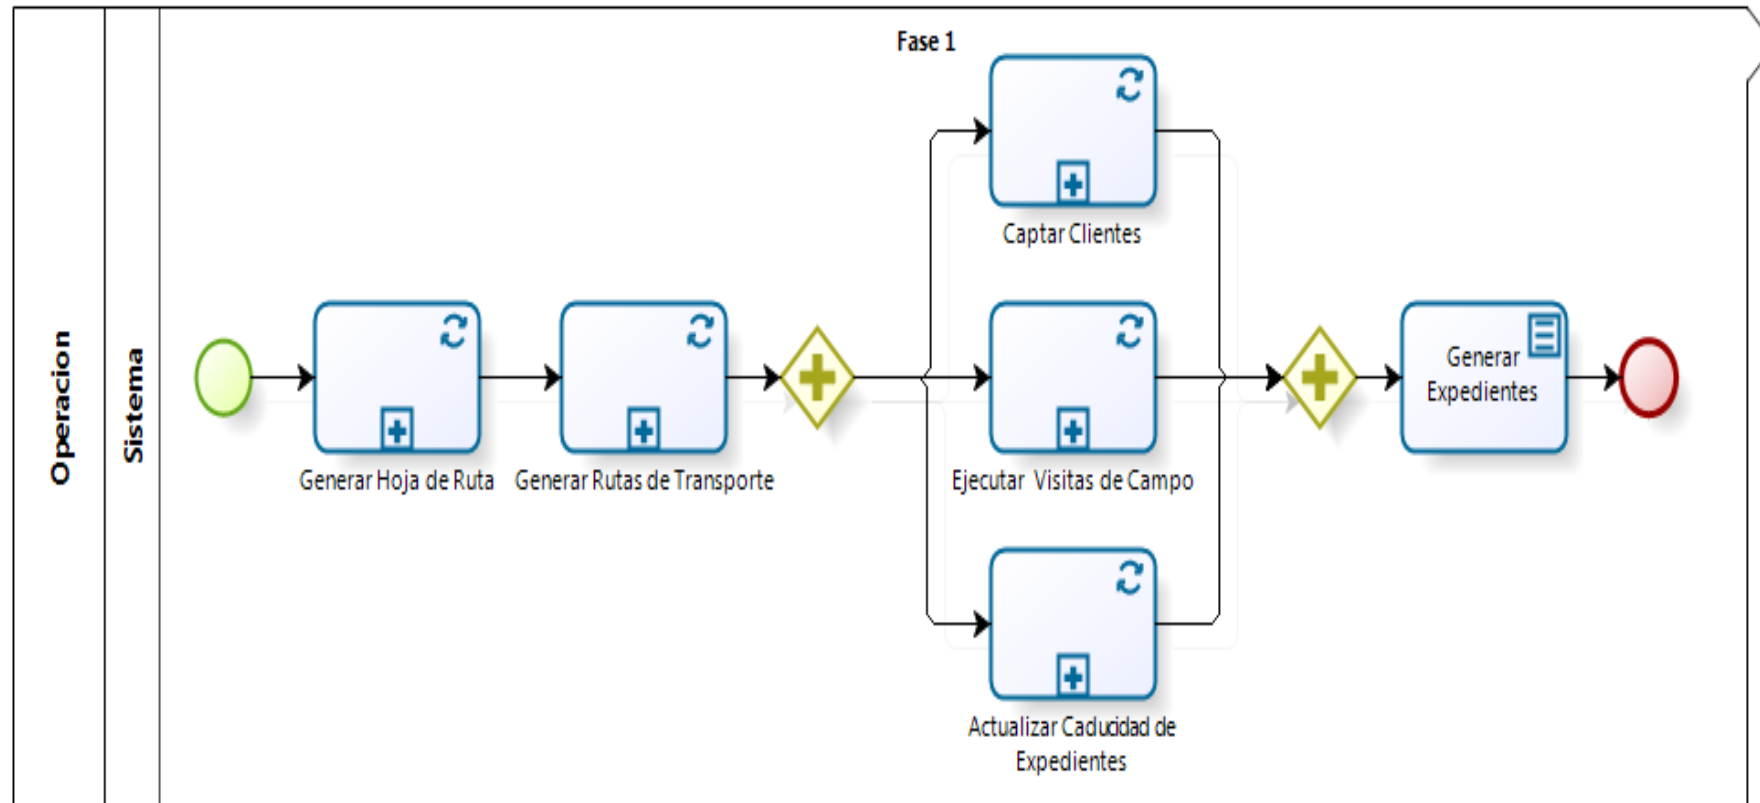 Operacion
Sistema
Fase 1
Captar Clientes
Generar Hoja de Ruta
Generar Rutas de Transporte
Ejecutar Visitas de Campo
Generar
Expedientes
Actualizar Caducidad de
Expedientes